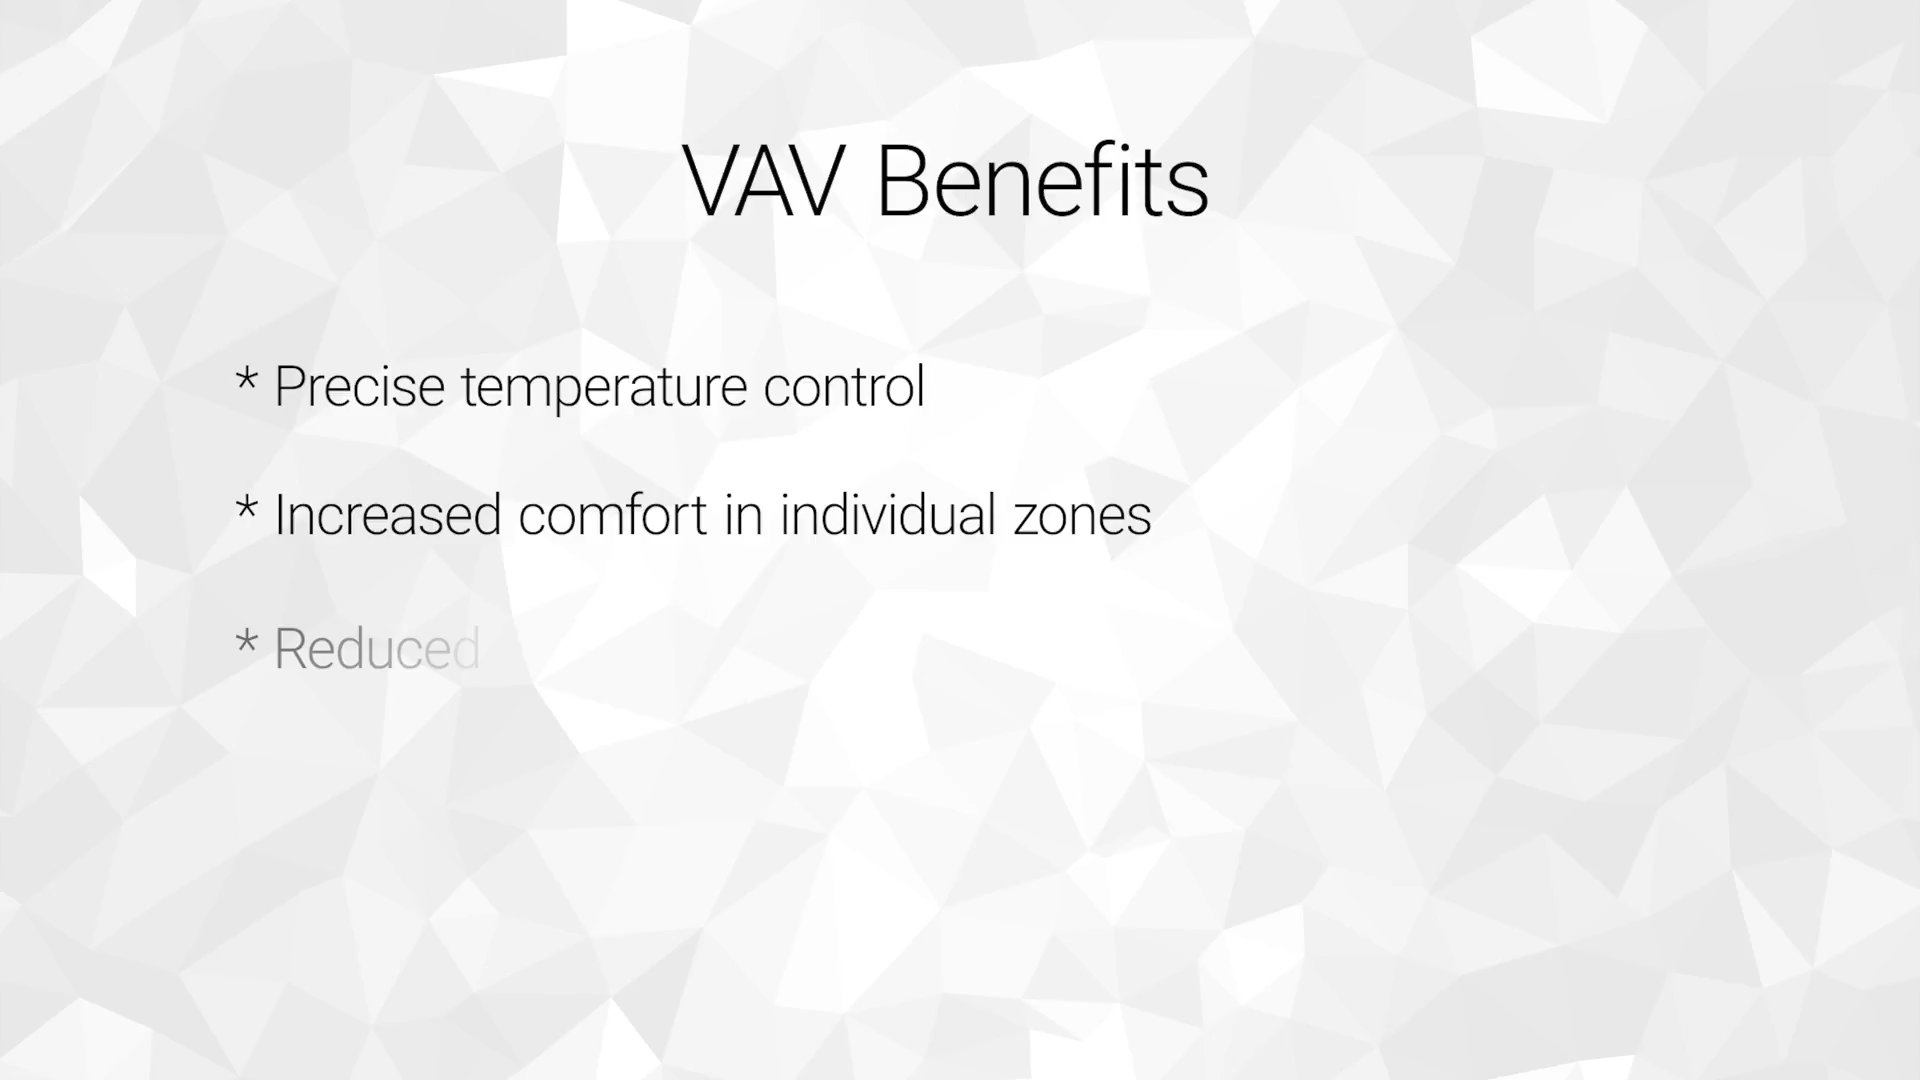 VAV Benefits
* Precise temperature control
* Increased comfort in individual zones
* Reduced